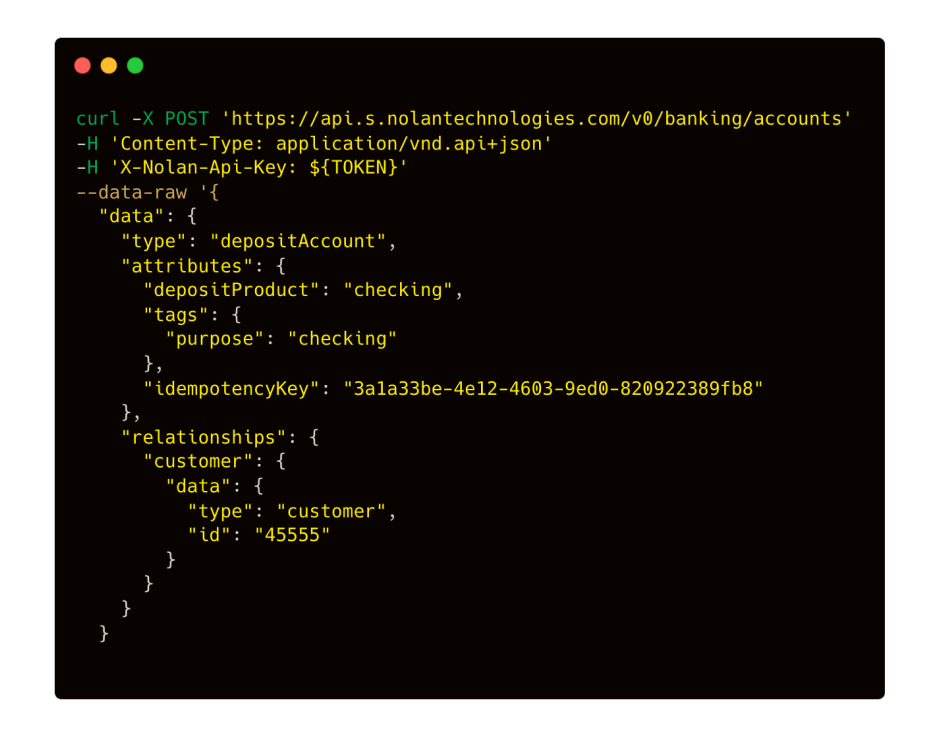 curl -X POST 'https://api.s.nolantechnologies.com/v0/banking/accounts'
-H 'Content-Type: application/vnd.api+json'
-H 'X-Nolan-Api-Key: ${TOKEN}'
--data-raw '{
  "data": {
    "type": "depositAccount",
    "attributes": {
      "depositProduct": "checking",
      "tags": {
        "purpose": "checking"
      },
      "idempotencyKey": "3a1a33be-4e12-4603-9ed0-820922389fb8"
    },
    "relationships": {
      "customer": {
        "data": {
          "type": "customer",
          "id": "45555"
        }
      }
    }
  }